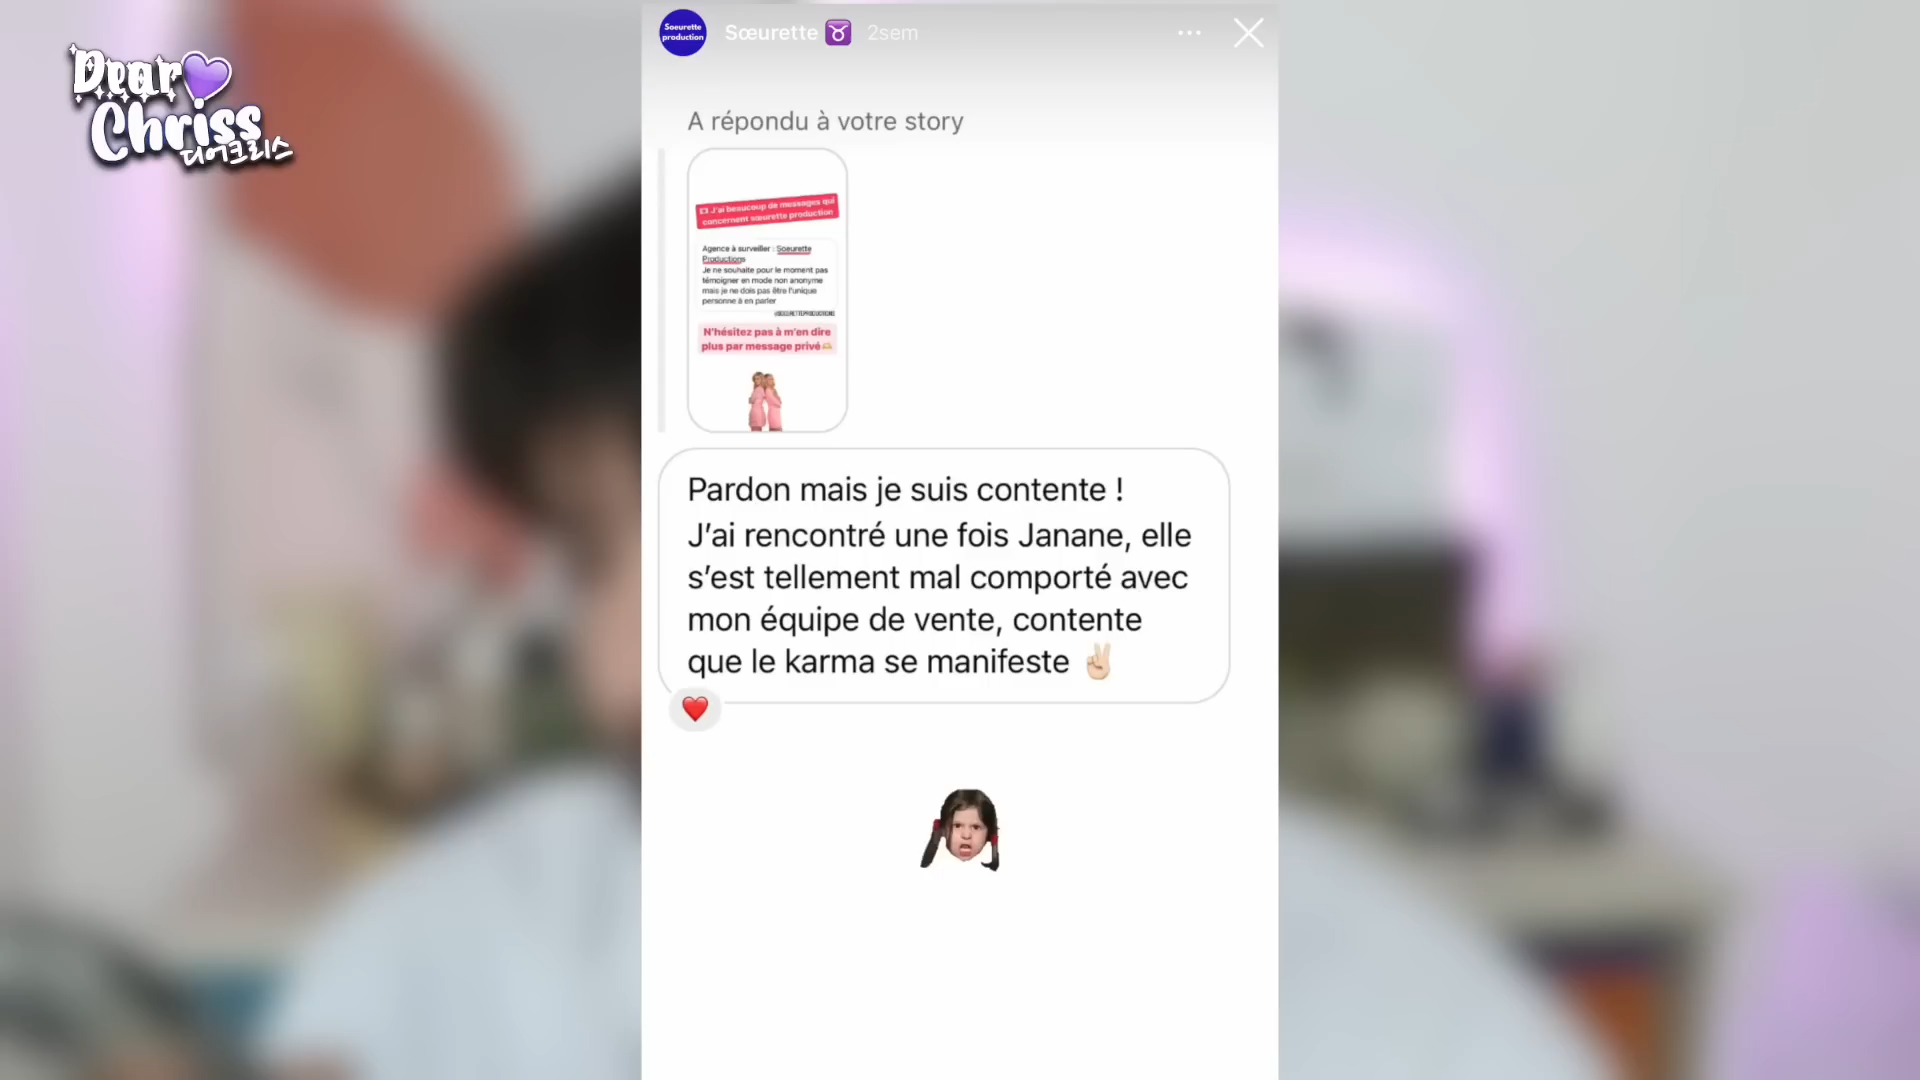 Dear
Chriss
디어크리스
Soeurette
production
Sœurette ♉ 2sem
A répondu à votre story
J'ai beaucoup de messages qui
concernent sœurette production
Agence à surveiller : Soeurette
Productions
Je ne souhaite pour le moment pas
témoigner en mode non anonyme
mais je ne dois pas être l'unique
personne à en parler
@SOEURETTEPRODUCTIONS
N'hésitez pas à m'en dire
plus par message privé🫶
Pardon mais je suis contente !
J'ai rencontré une fois Janane, elle
s'est tellement mal comporté avec
mon équipe de vente, contente
que le karma se manifeste ✌🏻